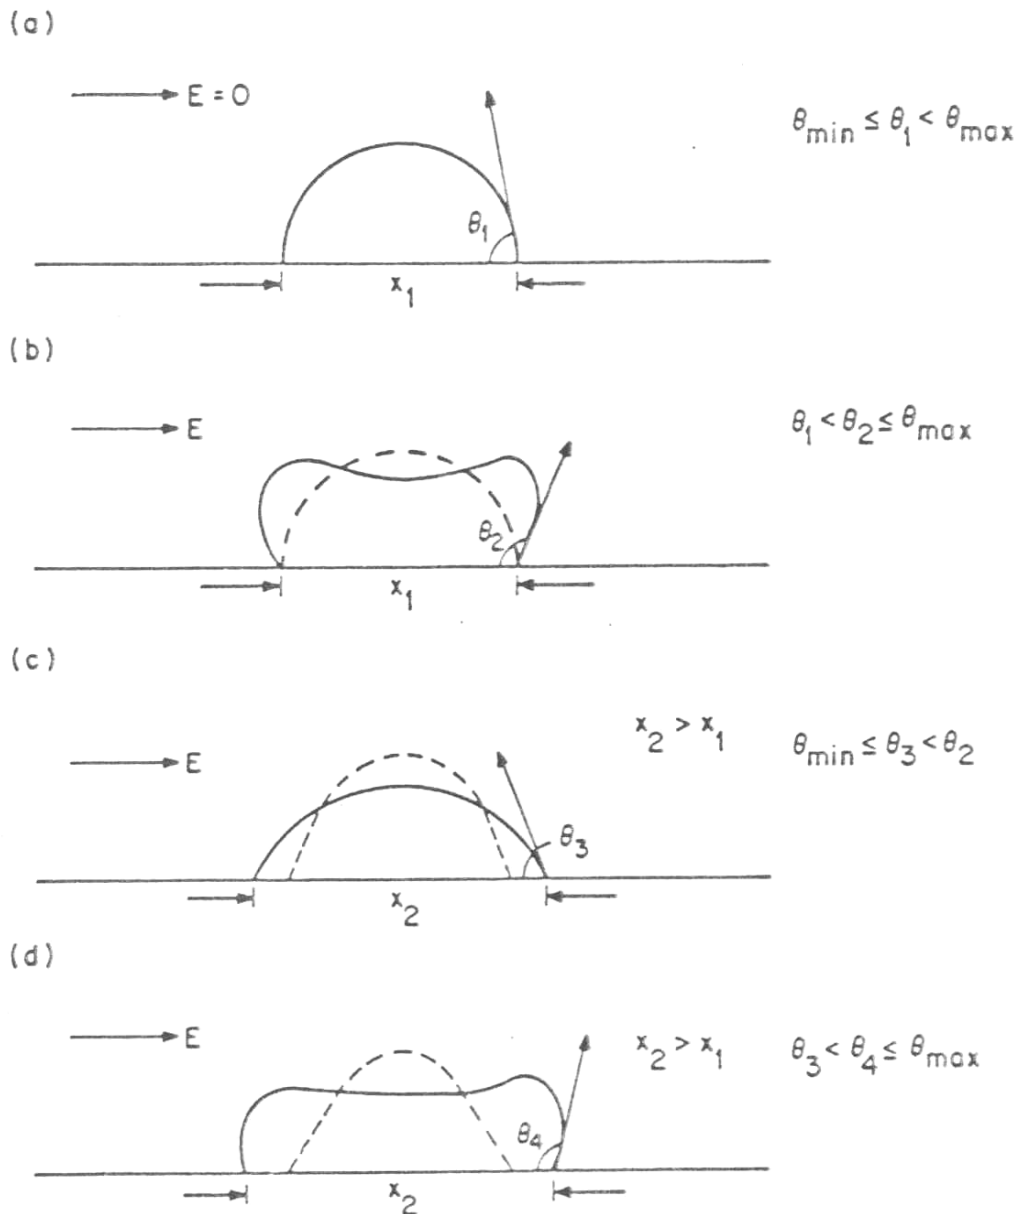 (a)
E = 0
θmin ≤ θ1 < θmax
θ1
x1
(b)
E
θ1 < θ2 ≤ θmax
θ2
x1
(c)
x2 > x1
E
θmin ≤ θ3 < θ2
θ3
x2
(d)
E
x2 > x1
θ3 < θ4 ≤ θmax
θ4
x2